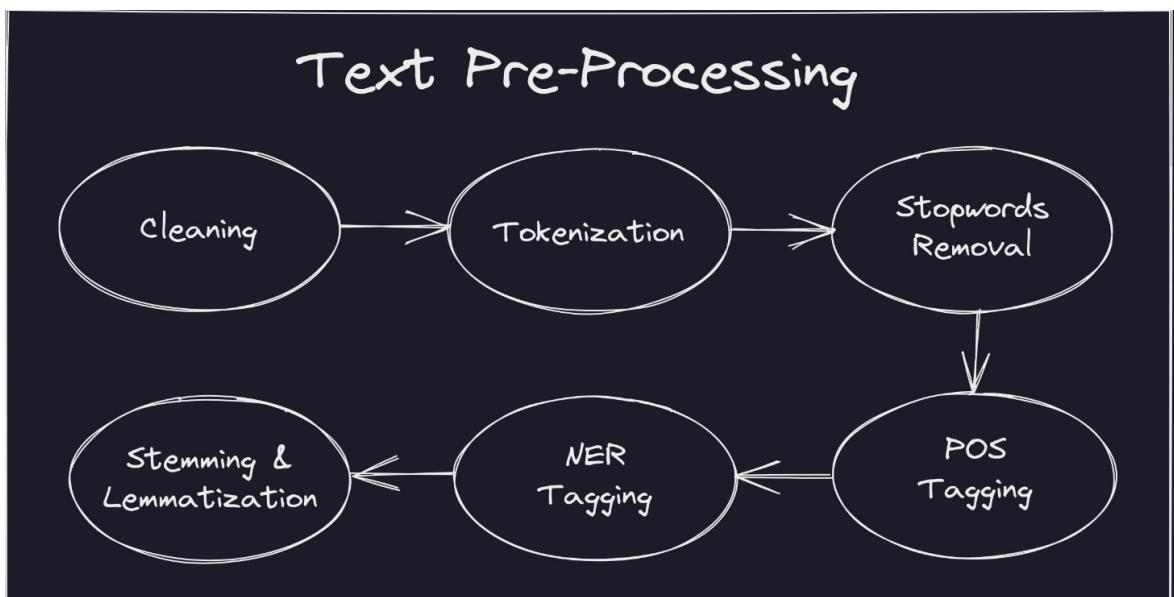 Text Pre-Processing
Cleaning
Tokenization
Stopwords
Removal
POS
Tagging
NER
Tagging
Stemming &
Lemmatization